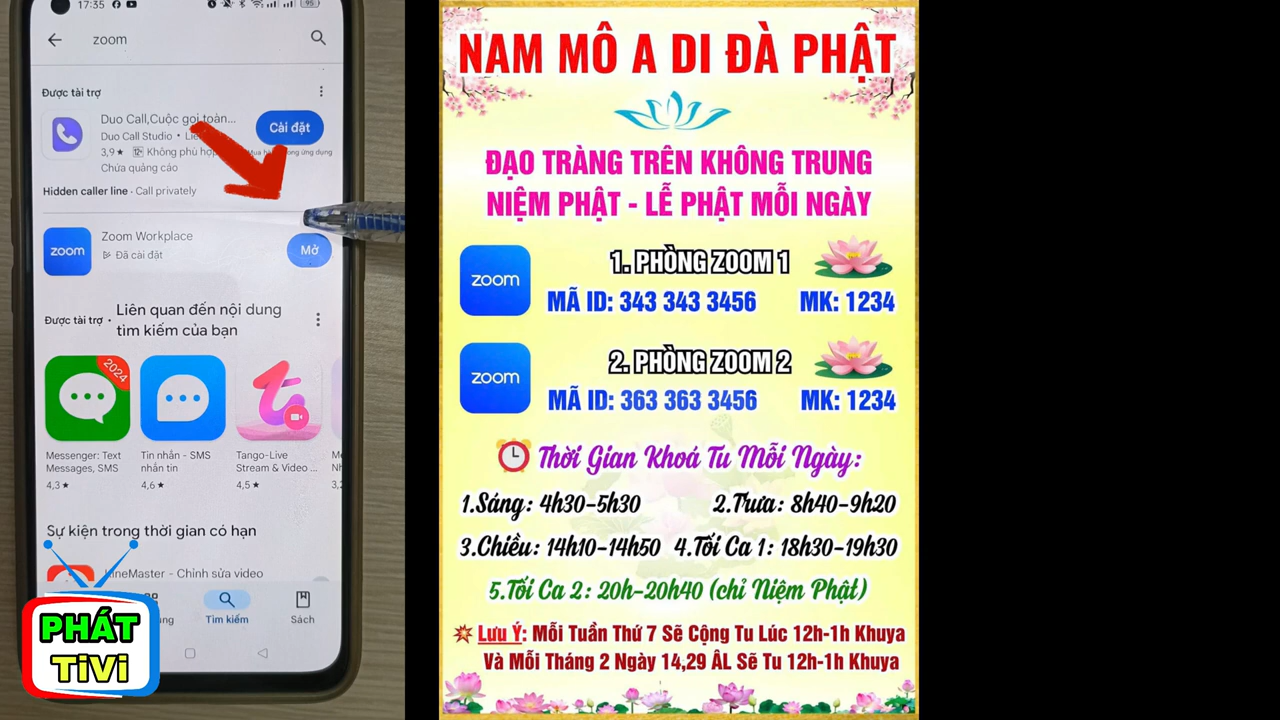 17:35
95
zoom
Được tài trợ
Duo Call,Cuộc gọi toàn...
Duo Call Studio •
Cài đặt
3,9★ 12+ Không phù hợp
Mua hà
ong ứng dụng
Chứa quảng cáo
Hidden caller line - Call privately
zoom
Zoom Workplace
Đã cài đặt
Mở
Được tài trợ •
Liên quan đến nội dung
tìm kiếm của bạn
2024
Messenger: Text
Messages, SMS
4,3★
Tin nhắn - SMS
nhắn tin
4,6★
Tango-Live
Stream & Video ...
4,5★
Sự kiện trong thời gian có hạn
ineMaster - Chỉnh sửa video
Tìm kiếm
Sách
PHÁT
TiVi
NAM MÔ A DI ĐÀ PHẬT
ĐẠO TRÀNG TRÊN KHÔNG TRUNG
NIỆM PHẬT - LỄ PHẬT MỖI NGÀY
zoom
1. PHÒNG ZOOM 1
MÃ ID: 343 343 3456 MK: 1234
zoom
2. PHÒNG ZOOM 2
MÃ ID: 363 363 3456 MK: 1234
Thời Gian Khoá Tu Mỗi Ngày:
1.Sáng: 4h30-5h30 2.Trưa: 8h40-9h20
3.Chiều: 14h10-14h50 4.Tối Ca 1: 18h30-19h30
5.Tối Ca 2: 20h-20h40 (chỉ Niệm Phật)
Lưu Ý: Mỗi Tuần Thứ 7 Sẽ Cộng Tu Lúc 12h-1h Khuya
Và Mỗi Tháng 2 Ngày 14,29 ÂL Sẽ Tu 12h-1h Khuya